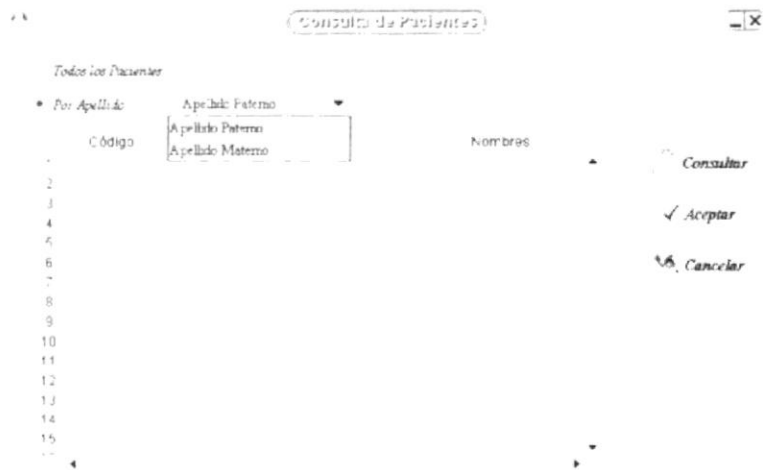 Consulta de Pacientes
Todos los Pacientes
Por Apellido Apellido Paterno
Apellido Paterno
Apellido Materno
Código Nombres
Consultar
Aceptar
Cancelar
1
2
3
4
5
6
7
8
9
10
11
12
13
14
15